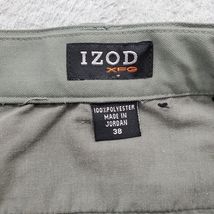 IZOD
XFG
100% POLYESTER
MADE IN
JORDAN
38